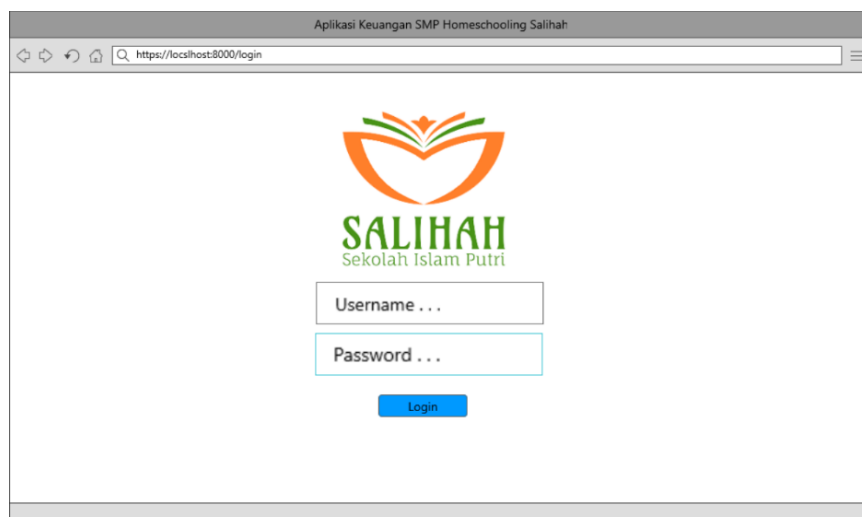 Aplikasi Keuangan SMP Homeschooling Salihah
https://locslhost:8000/login
SALIHAH
Sekolah Islam Putri
Username . . .
Password . . .
Login